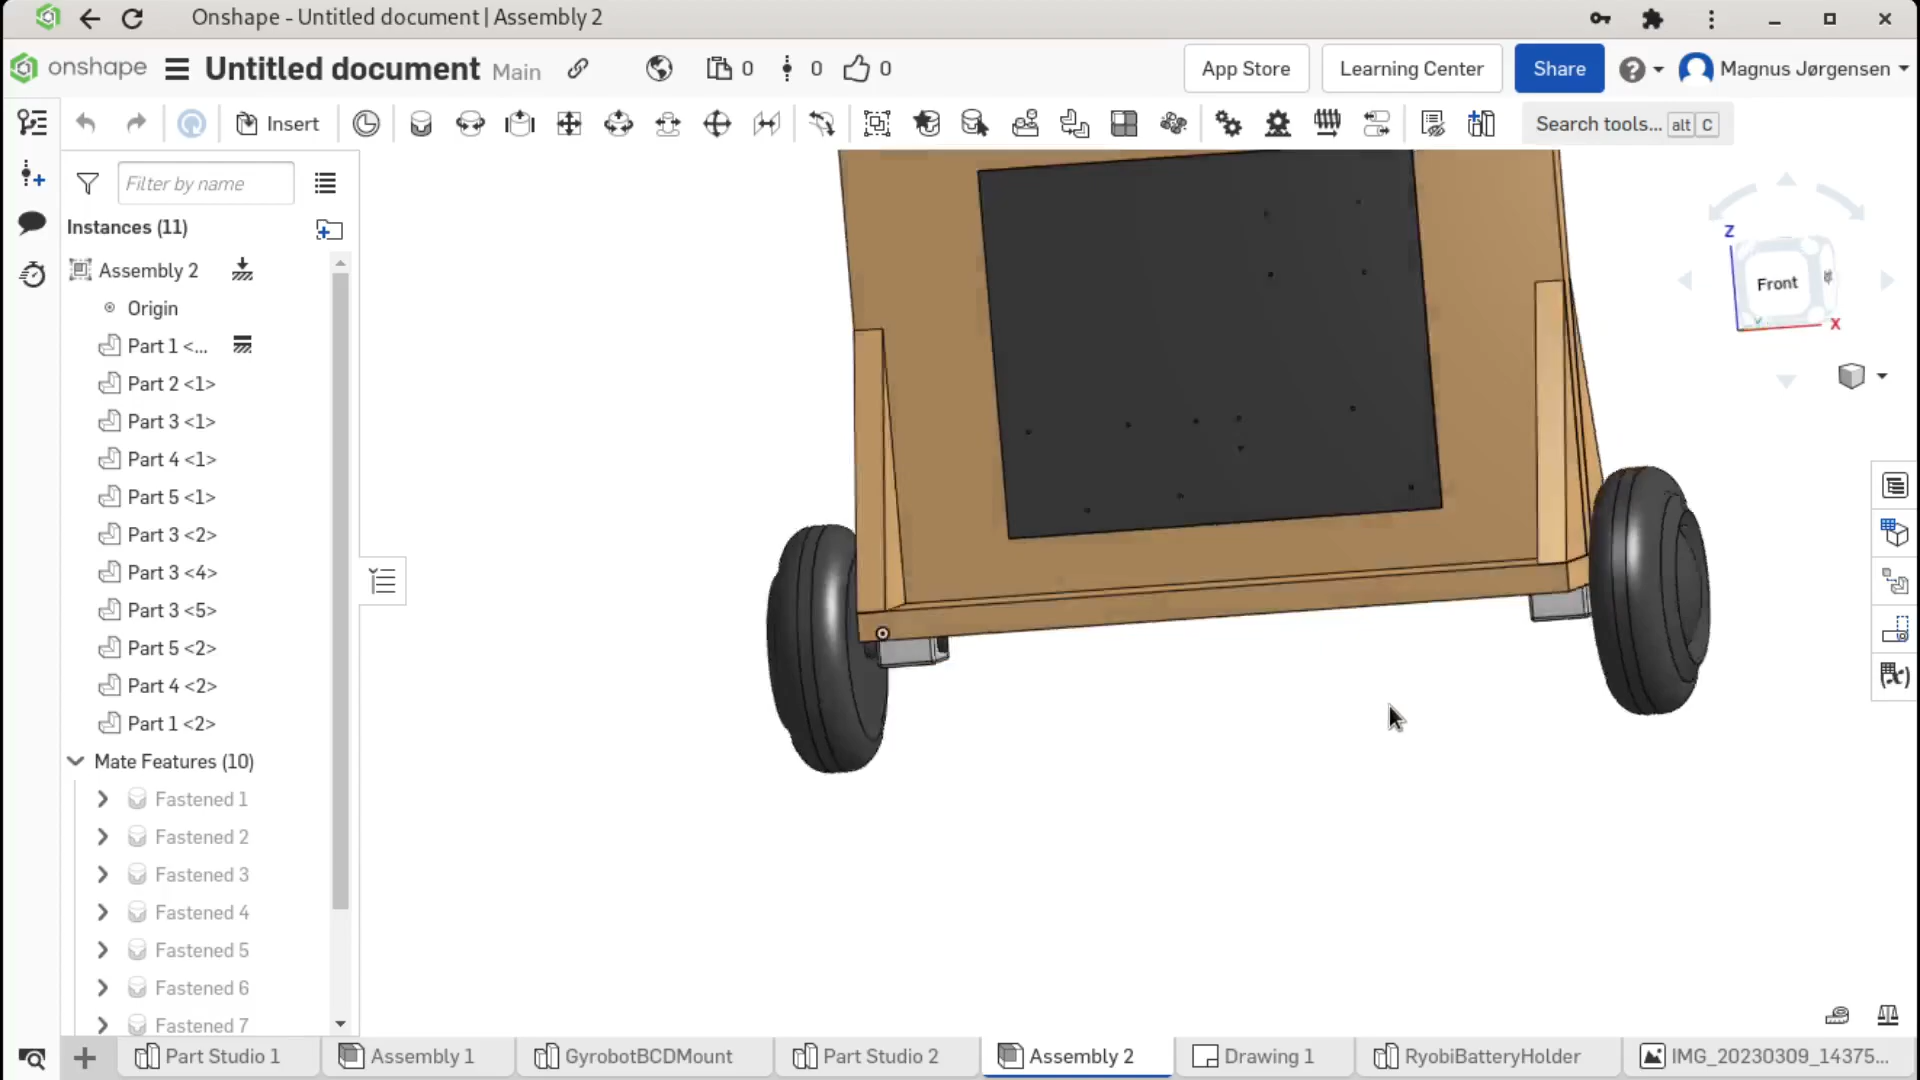 Onshape - Untitled document | Assembly 2
onshape
Untitled document Main
0
0
0
App Store
Learning Center
Share
Magnus Jørgensen
Insert
Search tools... alt C
Filter by name
Instances (11)
Assembly 2
Origin
Part 1 <...
Part 2 <1>
Part 3 <1>
Part 4 <1>
Part 5 <1>
Part 3 <2>
Part 3 <4>
Part 3 <5>
Part 5 <2>
Part 4 <2>
Part 1 <2>
Mate Features (10)
Fastened 1
Fastened 2
Fastened 3
Fastened 4
Fastened 5
Fastened 6
Fastened 7
Z
Front
X
Part Studio 1
Assembly 1
GyrobotBCDMount
Part Studio 2
Assembly 2
Drawing 1
RyobiBatteryHolder
IMG_20230309_14375...